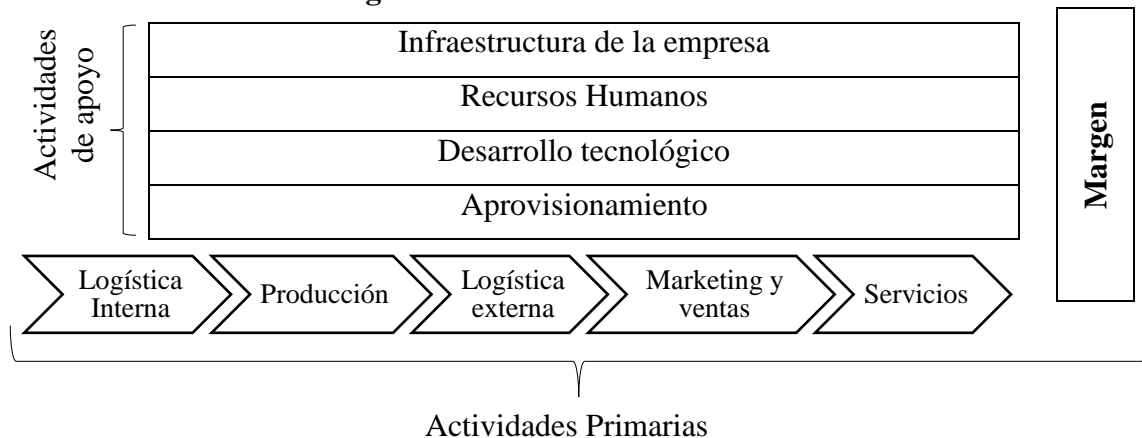 Actividades
de apoyo
Infraestructura de la empresa
Recursos Humanos
Desarrollo tecnológico
Aprovisionamiento
Margen
Logística
Interna
Producción
Logística
externa
Marketing y
ventas
Servicios
Actividades Primarias